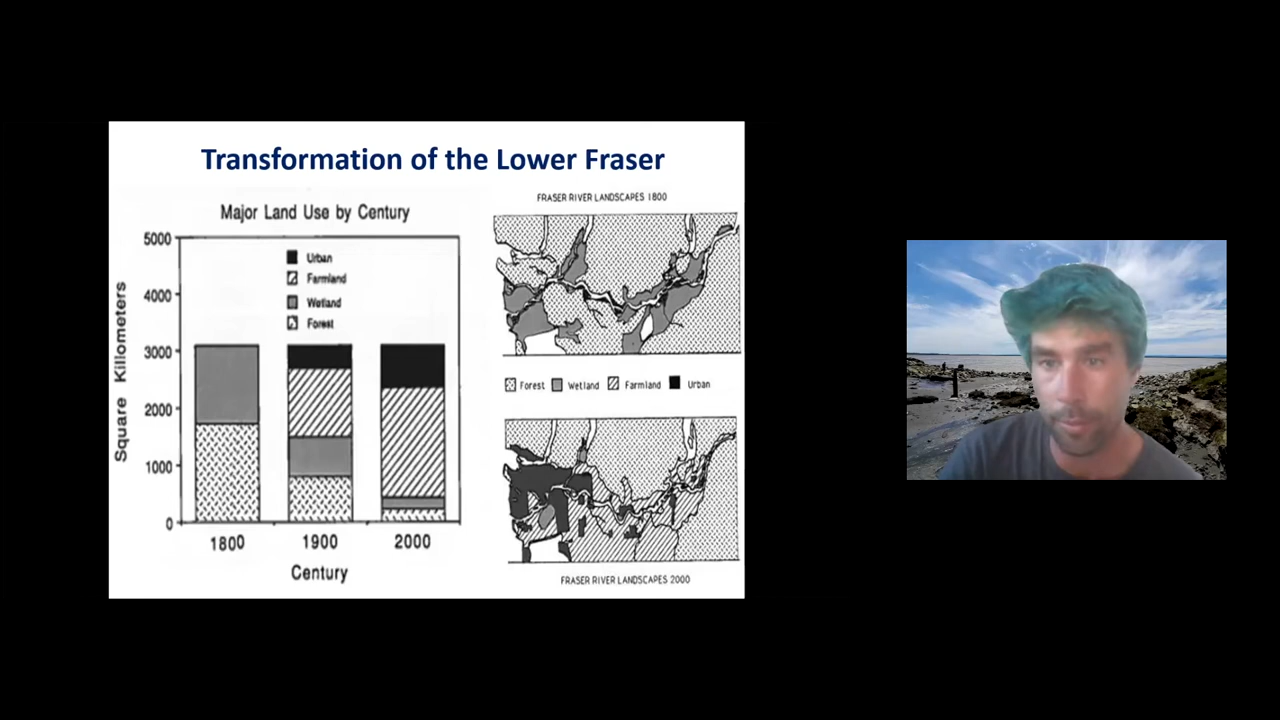 Transformation of the Lower Fraser
Major Land Use by Century
5000
4000
3000
2000
1000
0
Square Killometers
Urban
Farmland
Wetland
Forest
1800
1900
2000
Century
FRASER RIVER LANDSCAPES 1800
Forest
Wetland
Farmland
Urban
FRASER RIVER LANDSCAPES 2000